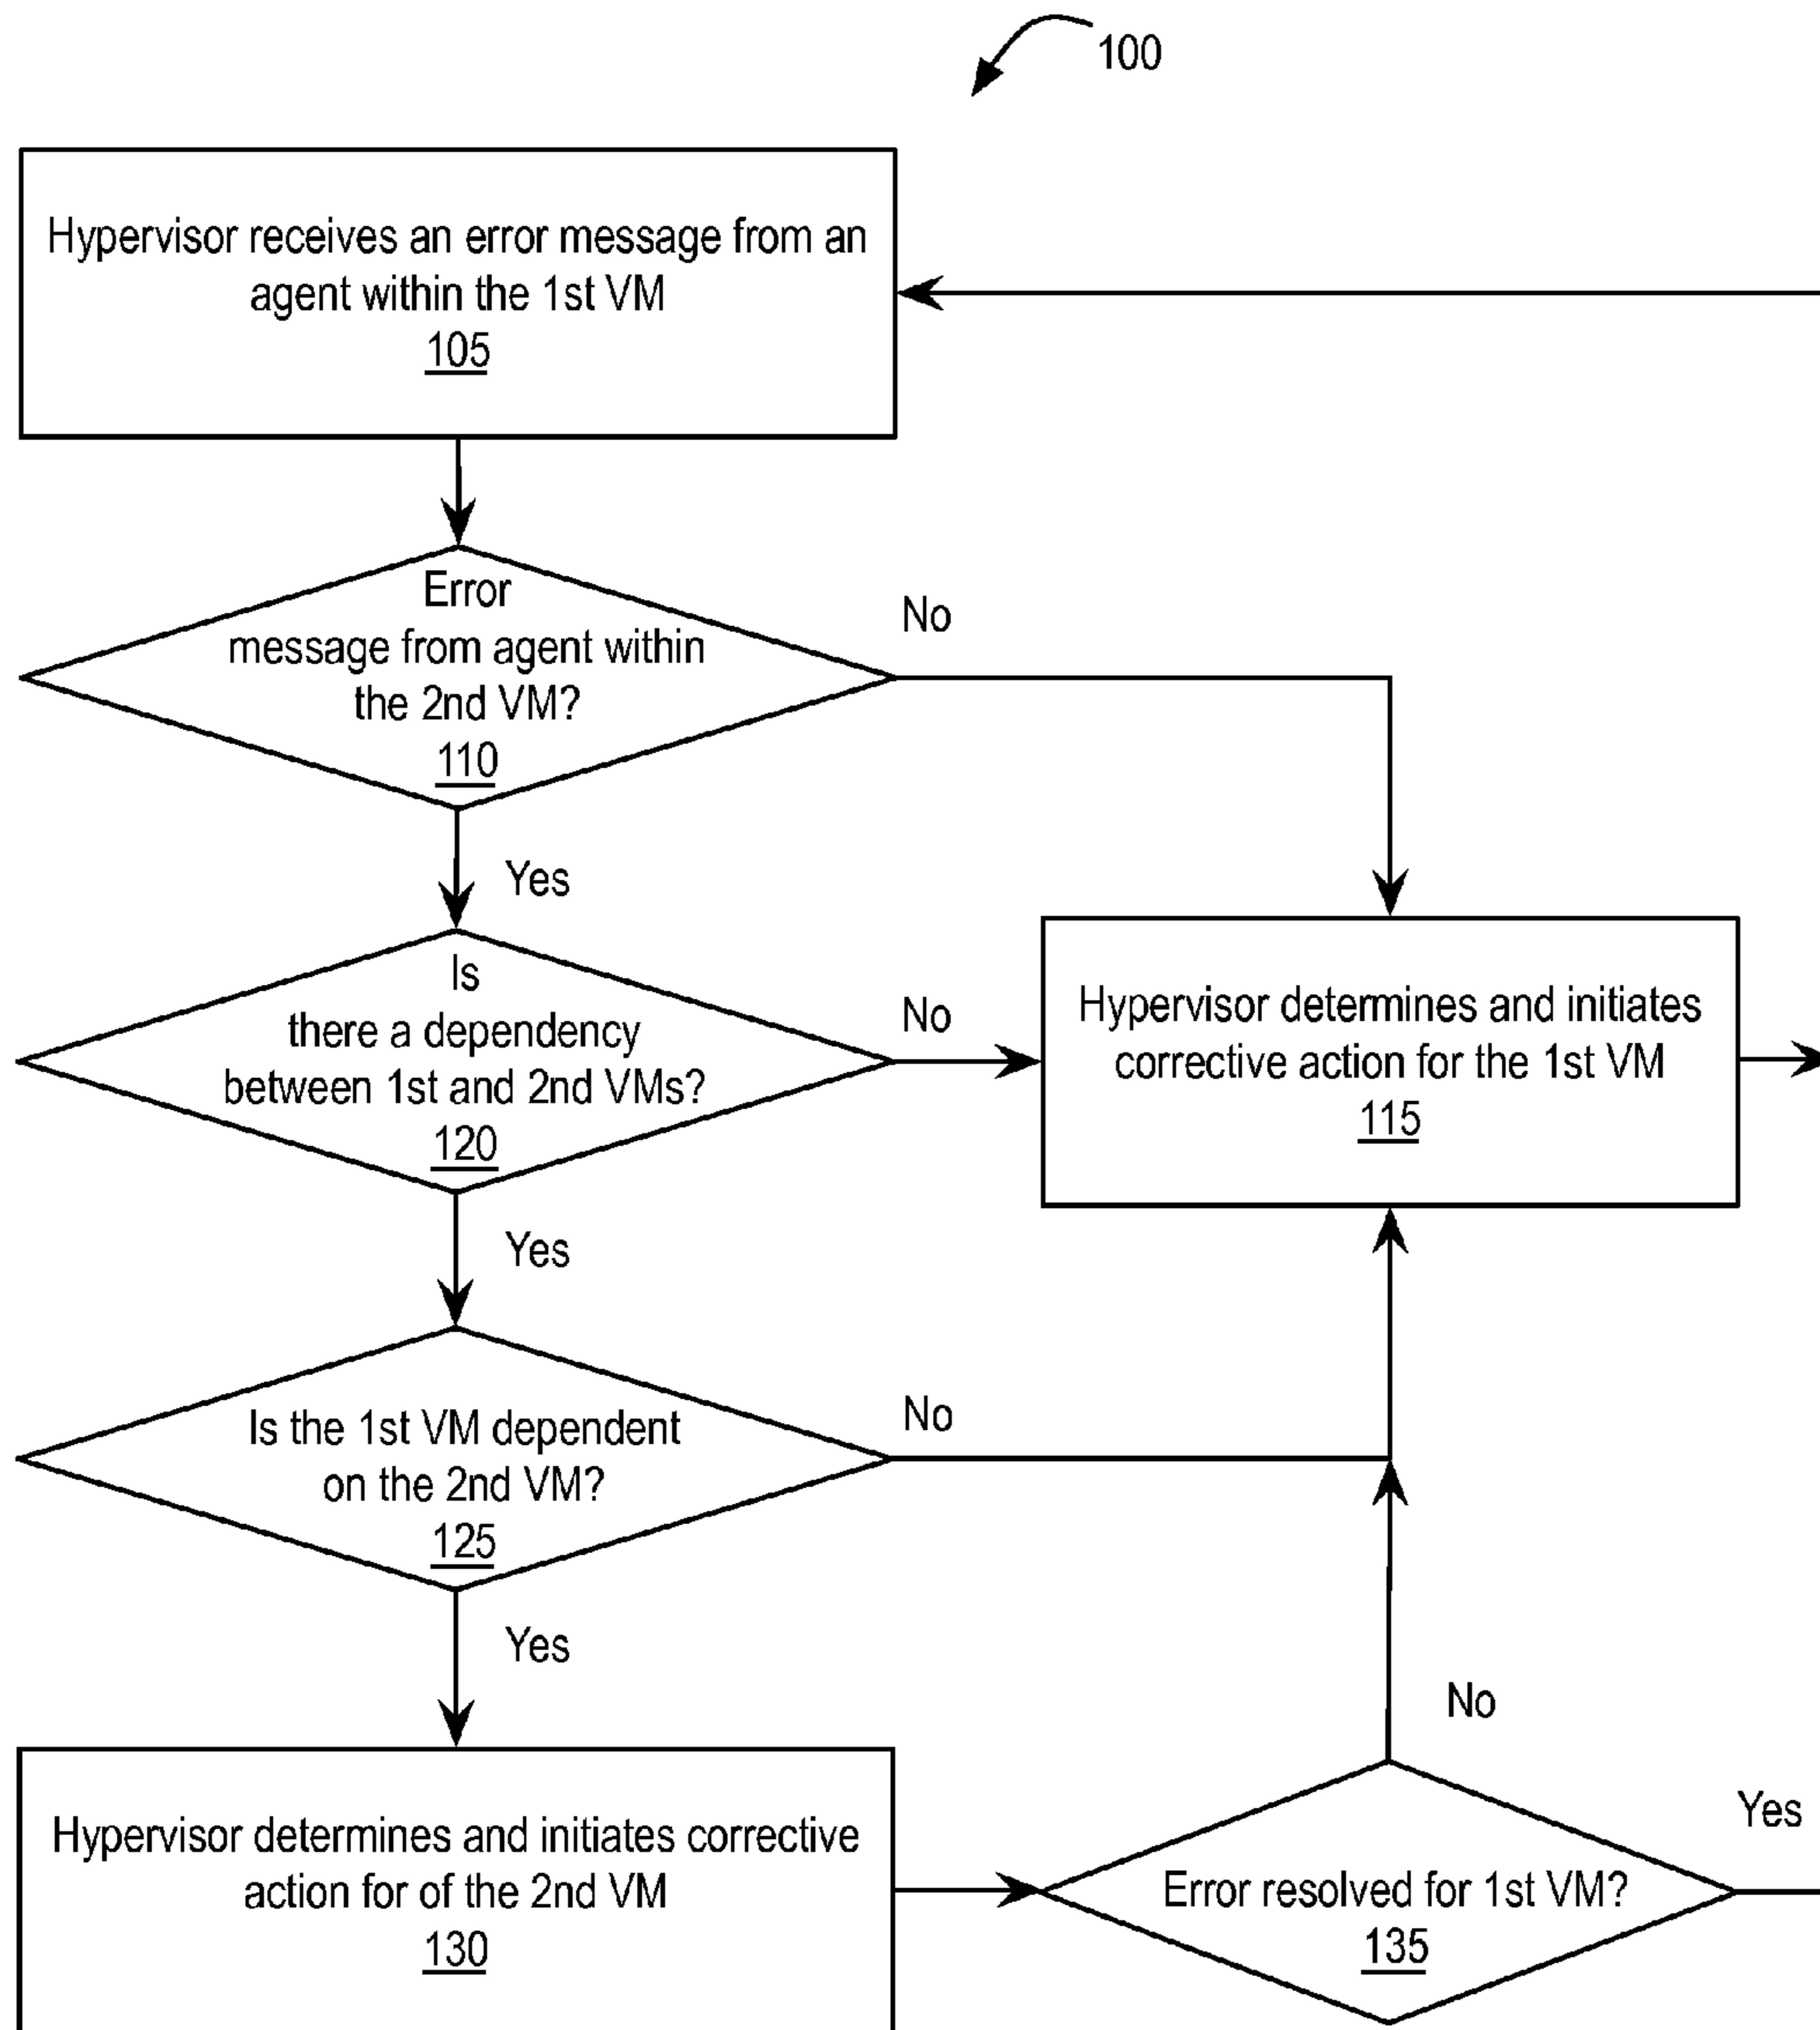 100
Hypervisor receives an error message from an
agent within the 1st VM
105
Error
message from agent within
the 2nd VM?
110
No
Yes
Is
there a dependency
between 1st and 2nd VMs?
120
No
Hypervisor determines and initiates
corrective action for the 1st VM
115
Yes
Is the 1st VM dependent
on the 2nd VM?
125
No
Yes
Hypervisor determines and initiates corrective
action for of the 2nd VM
130
No
Error resolved for 1st VM?
135
Yes